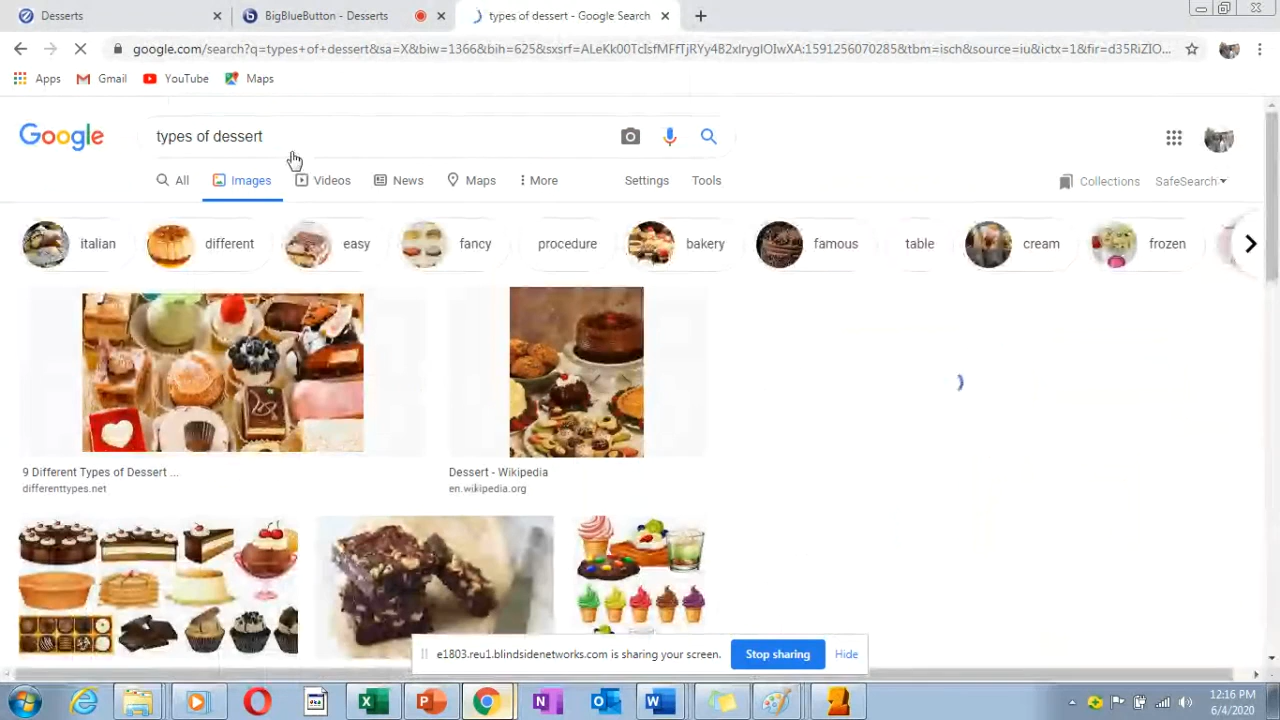 Desserts
BigBlueButton - Desserts
types of dessert - Google Search
google.com/search?q=types+of+dessert&sa=X&biw=1366&bih=625&sxsrf=ALeKk00TcIsfMFfTjRYy4B2xlryglOIwXA:1591256070285&tbm=isch&source=iu&ictx=1&fir=d35RiZIO...
Apps
Gmail
YouTube
Maps
Google
types of dessert
All
Images
Videos
News
Maps
More
Settings
Tools
Collections
SafeSearch
italian
different
easy
fancy
procedure
bakery
famous
table
cream
frozen
9 Different Types of Dessert ...
differenttypes.net
Dessert - Wikipedia
en.wikipedia.org
e1803.reu1.blindsidenetworks.com is sharing your screen.
Stop sharing
Hide
12:16 PM
6/4/2020